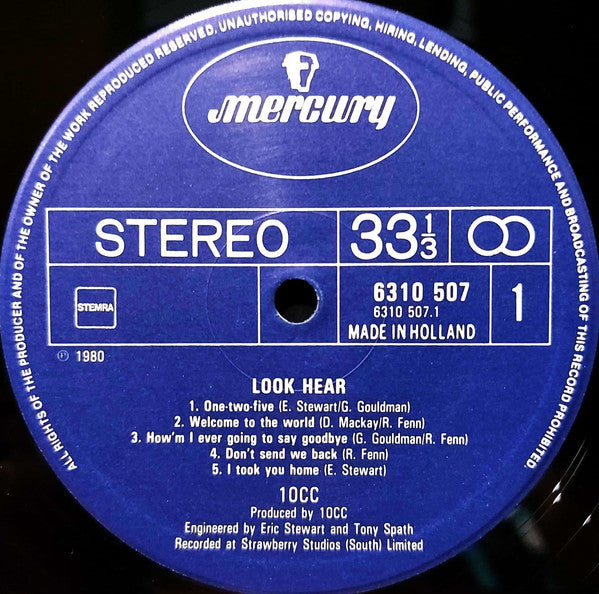 ALL RIGHTS OF THE PRODUCER AND OF THE OWNER OF THE WORK REPRODUCED RESERVED. UNAUTHORISED COPYING, HIRING, LENDING, PUBLIC PERFORMANCE AND BROADCASTING OF THIS RECORD PROHIBITED.
mercury
STEREO 33 1/3
STEMRA
6310 507
6310 507.1
MADE IN HOLLAND
1
℗ 1980
LOOK HEAR
1. One-two-five (E. Stewart/G. Gouldman)
2. Welcome to the world (D. Mackay/R. Fenn)
3. How'm I ever going to say goodbye (G. Gouldman/R. Fenn)
4. Don't send we back (R. Fenn)
5. I took you home (E. Stewart)
10CC
Produced by 10CC
Engineered by Eric Stewart and Tony Spath
Recorded at Strawberry Studios (South) Limited